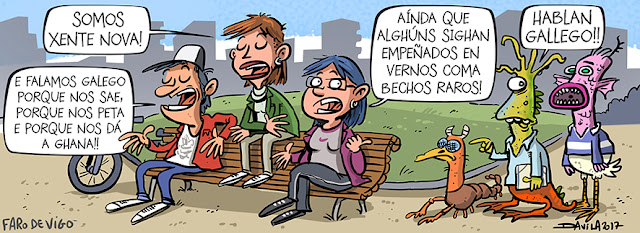 SOMOS
XENTE NOVA!
E FALAMOS GALEGO
PORQUE NOS SAE,
PORQUE NOS PETA
E PORQUE NOS DÁ
A GHANA!!
AÍNDA QUE
ALGHÚNS SIGHAN
EMPEÑADOS EN
VERNOS COMA
BECHOS RAROS!
HABLAN
GALLEGO!!
FARO DE VIGO
DAVILA 2017